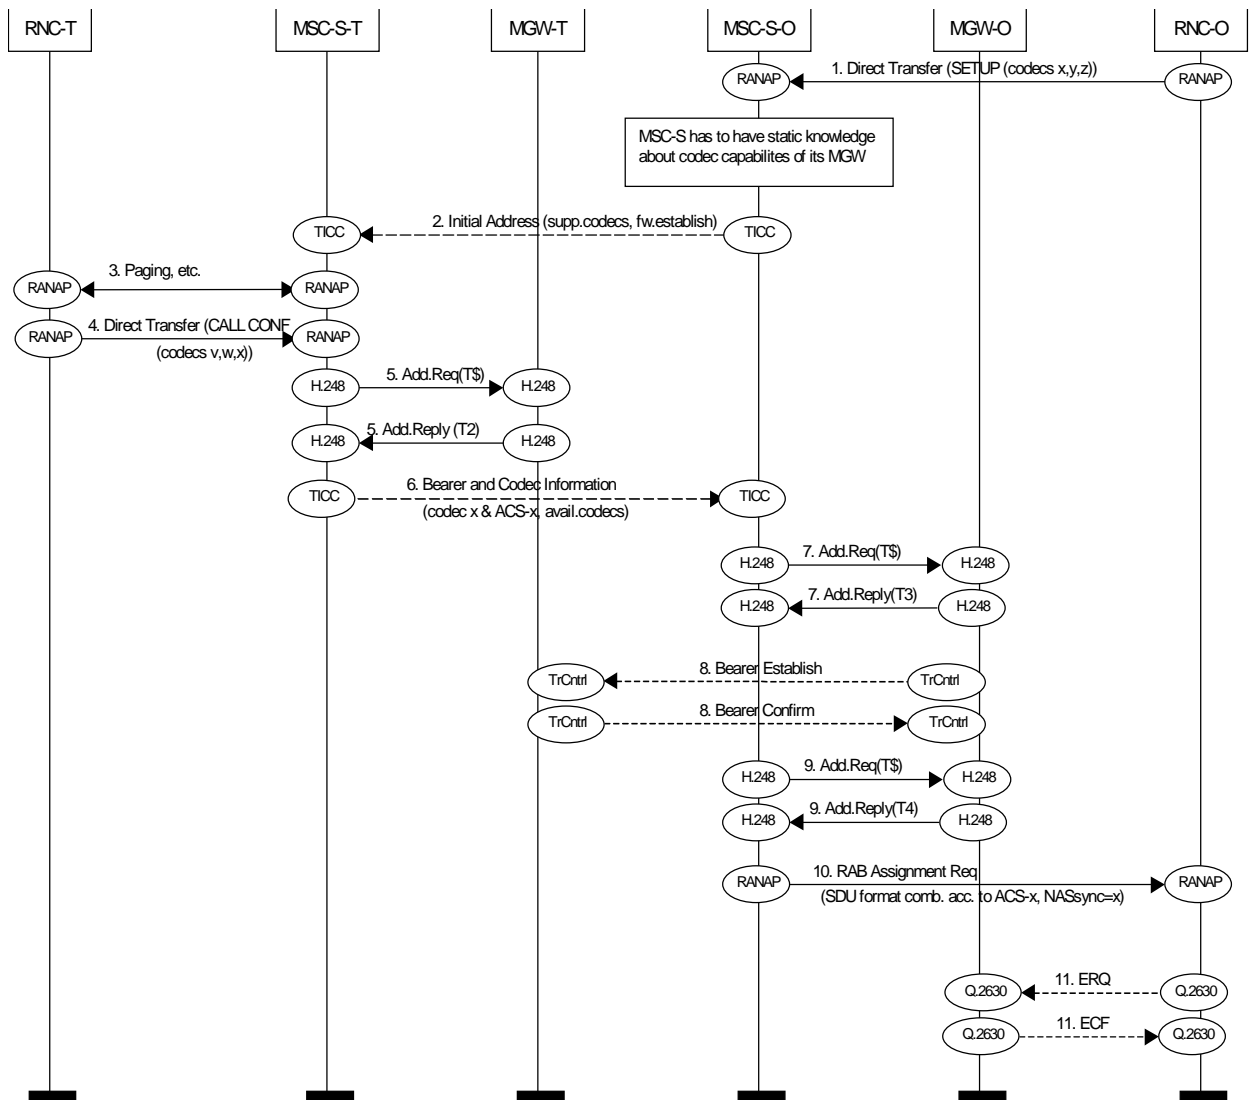 RNC-T
MSC-S-T
MGW-T
MSC-S-O
MGW-O
RNC-O
1. Direct Transfer (SETUP (codecs x,y,z))
RANAP
RANAP
MSC-S has to have static knowledge
about codec capabilites of its MGW
2. Initial Address (supp.codecs, fw.establish)
TICC
TICC
3. Paging, etc.
RANAP
RANAP
4. Direct Transfer (CALL CONF
RANAP
RANAP
(codecs v,w,x))
5. Add.Req(T$)
H.248
H.248
5. Add.Reply (T2)
H.248
H.248
6. Bearer and Codec Information
TICC
TICC
(codec x & ACS-x, avail.codecs)
7. Add.Req(T$)
H.248
H.248
7. Add.Reply(T3)
H.248
H.248
8. Bearer Establish
TrCntrl
TrCntrl
8. Bearer Confirm
TrCntrl
TrCntrl
9. Add.Req(T$)
H.248
H.248
9. Add.Reply(T4)
H.248
H.248
10. RAB Assignment Req
RANAP
RANAP
(SDU format comb. acc. to ACS-x, NASsync=x)
11. ERQ
Q.2630
Q.2630
11. ECF
Q.2630
Q.2630